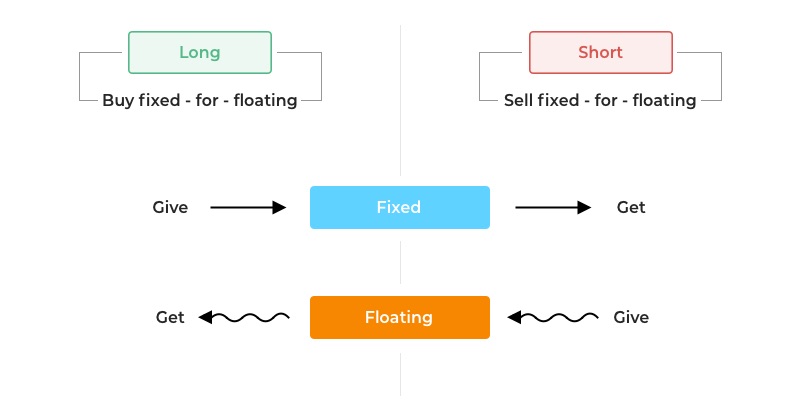 Long
Short
Buy fixed - for - floating
Sell fixed - for - floating
Give
Fixed
Get
Get
Floating
Give